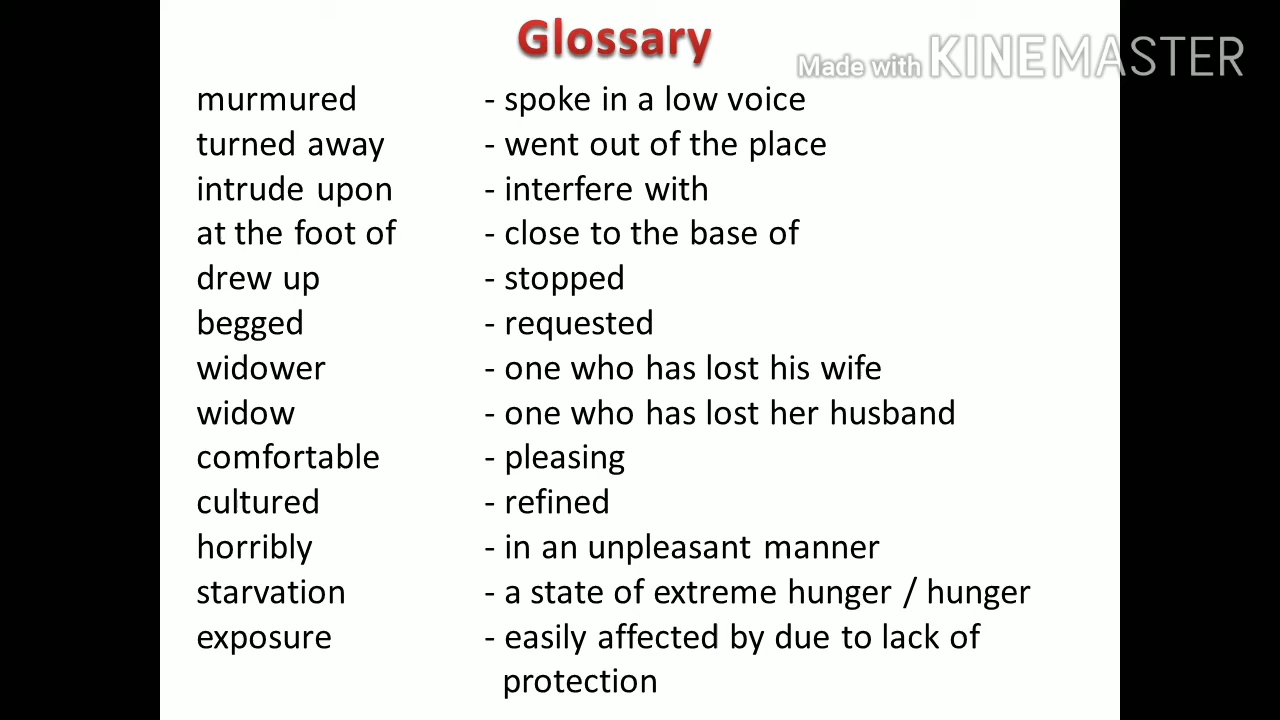 Glossary
Made with KINEMASTER
murmured - spoke in a low voice
turned away - went out of the place
intrude upon - interfere with
at the foot of - close to the base of
drew up - stopped
begged - requested
widower - one who has lost his wife
widow - one who has lost her husband
comfortable - pleasing
cultured - refined
horribly - in an unpleasant manner
starvation - a state of extreme hunger / hunger
exposure - easily affected by due to lack of
protection